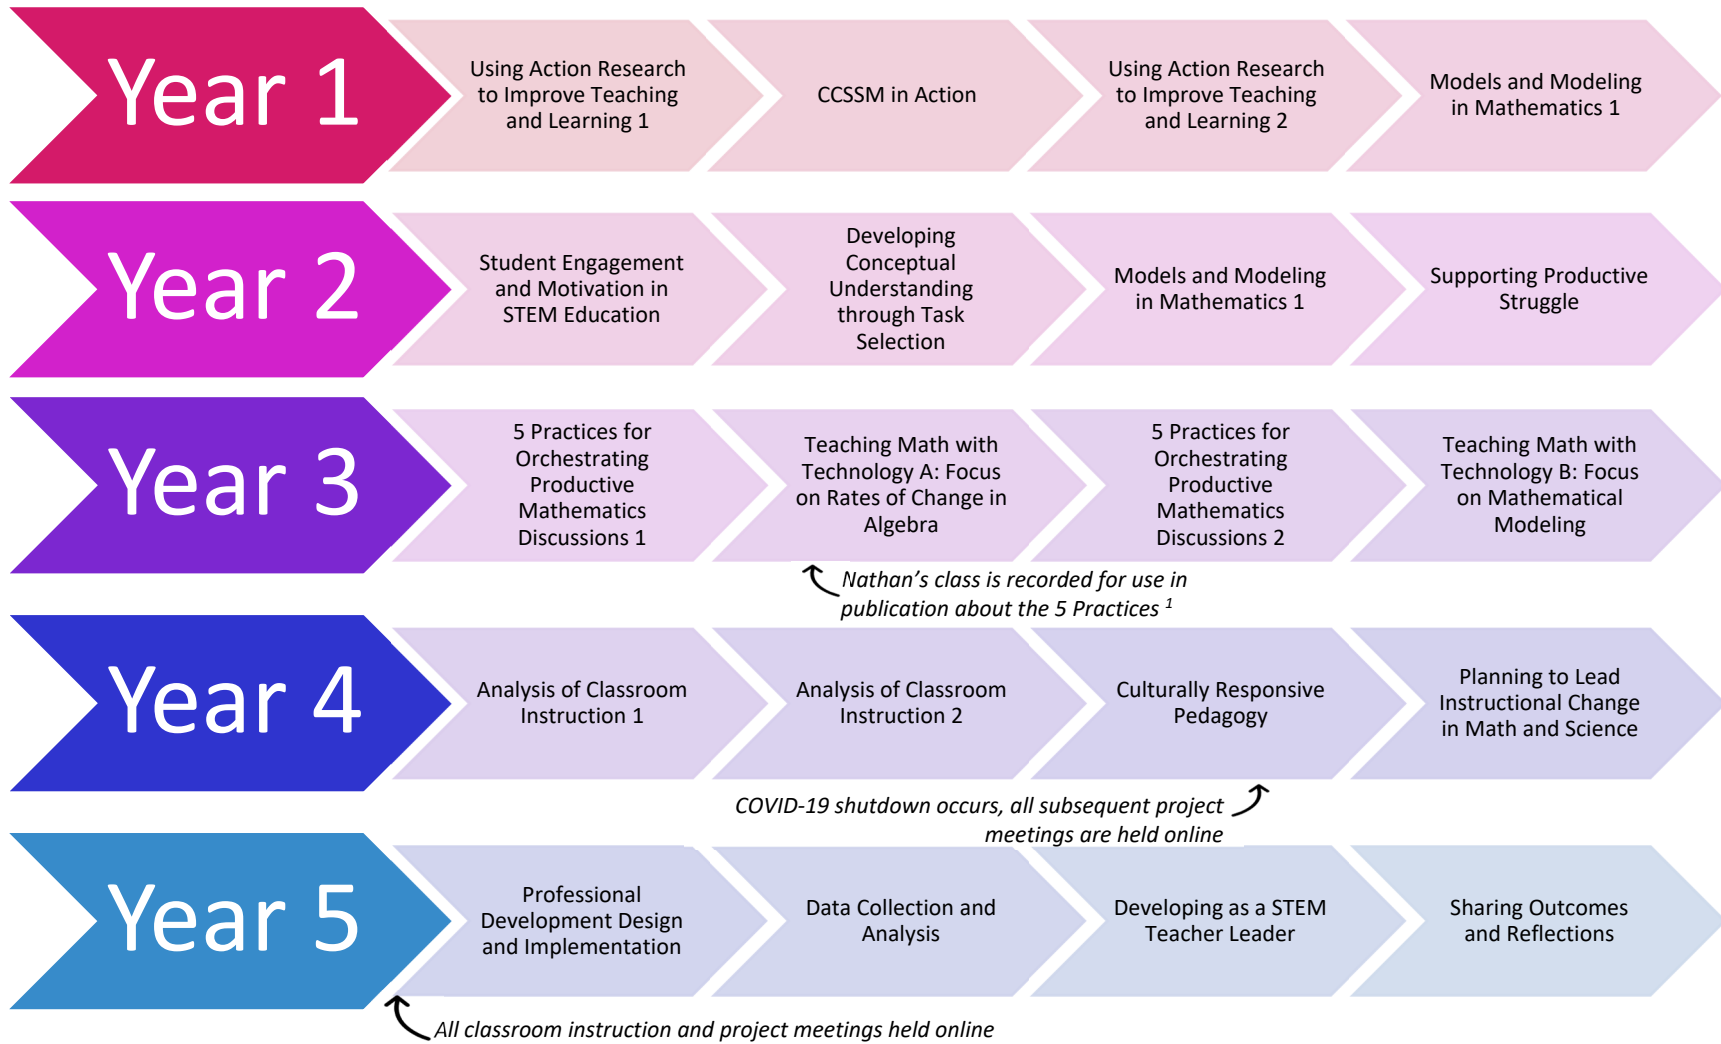 Year 1
Using Action Research
to Improve Teaching
and Learning 1
CCSSM in Action
Using Action Research
to Improve Teaching
and Learning 2
Models and Modeling
in Mathematics 1
Year 2
Student Engagement
and Motivation in
STEM Education
Developing
Conceptual
Understanding
through Task
Selection
Models and Modeling
in Mathematics 1
Supporting Productive
Struggle
Year 3
5 Practices for
Orchestrating
Productive
Mathematics
Discussions 1
Teaching Math with
Technology A: Focus
on Rates of Change in
Algebra
5 Practices for
Orchestrating
Productive
Mathematics
Discussions 2
Teaching Math with
Technology B: Focus
on Mathematical
Modeling
Nathan’s class is recorded for use in
publication about the 5 Practices ¹
Year 4
Analysis of Classroom
Instruction 1
Analysis of Classroom
Instruction 2
Culturally Responsive
Pedagogy
Planning to Lead
Instructional Change
in Math and Science
COVID-19 shutdown occurs, all subsequent project
meetings are held online
Year 5
Professional
Development Design
and Implementation
Data Collection and
Analysis
Developing as a STEM
Teacher Leader
Sharing Outcomes
and Reflections
All classroom instruction and project meetings held online